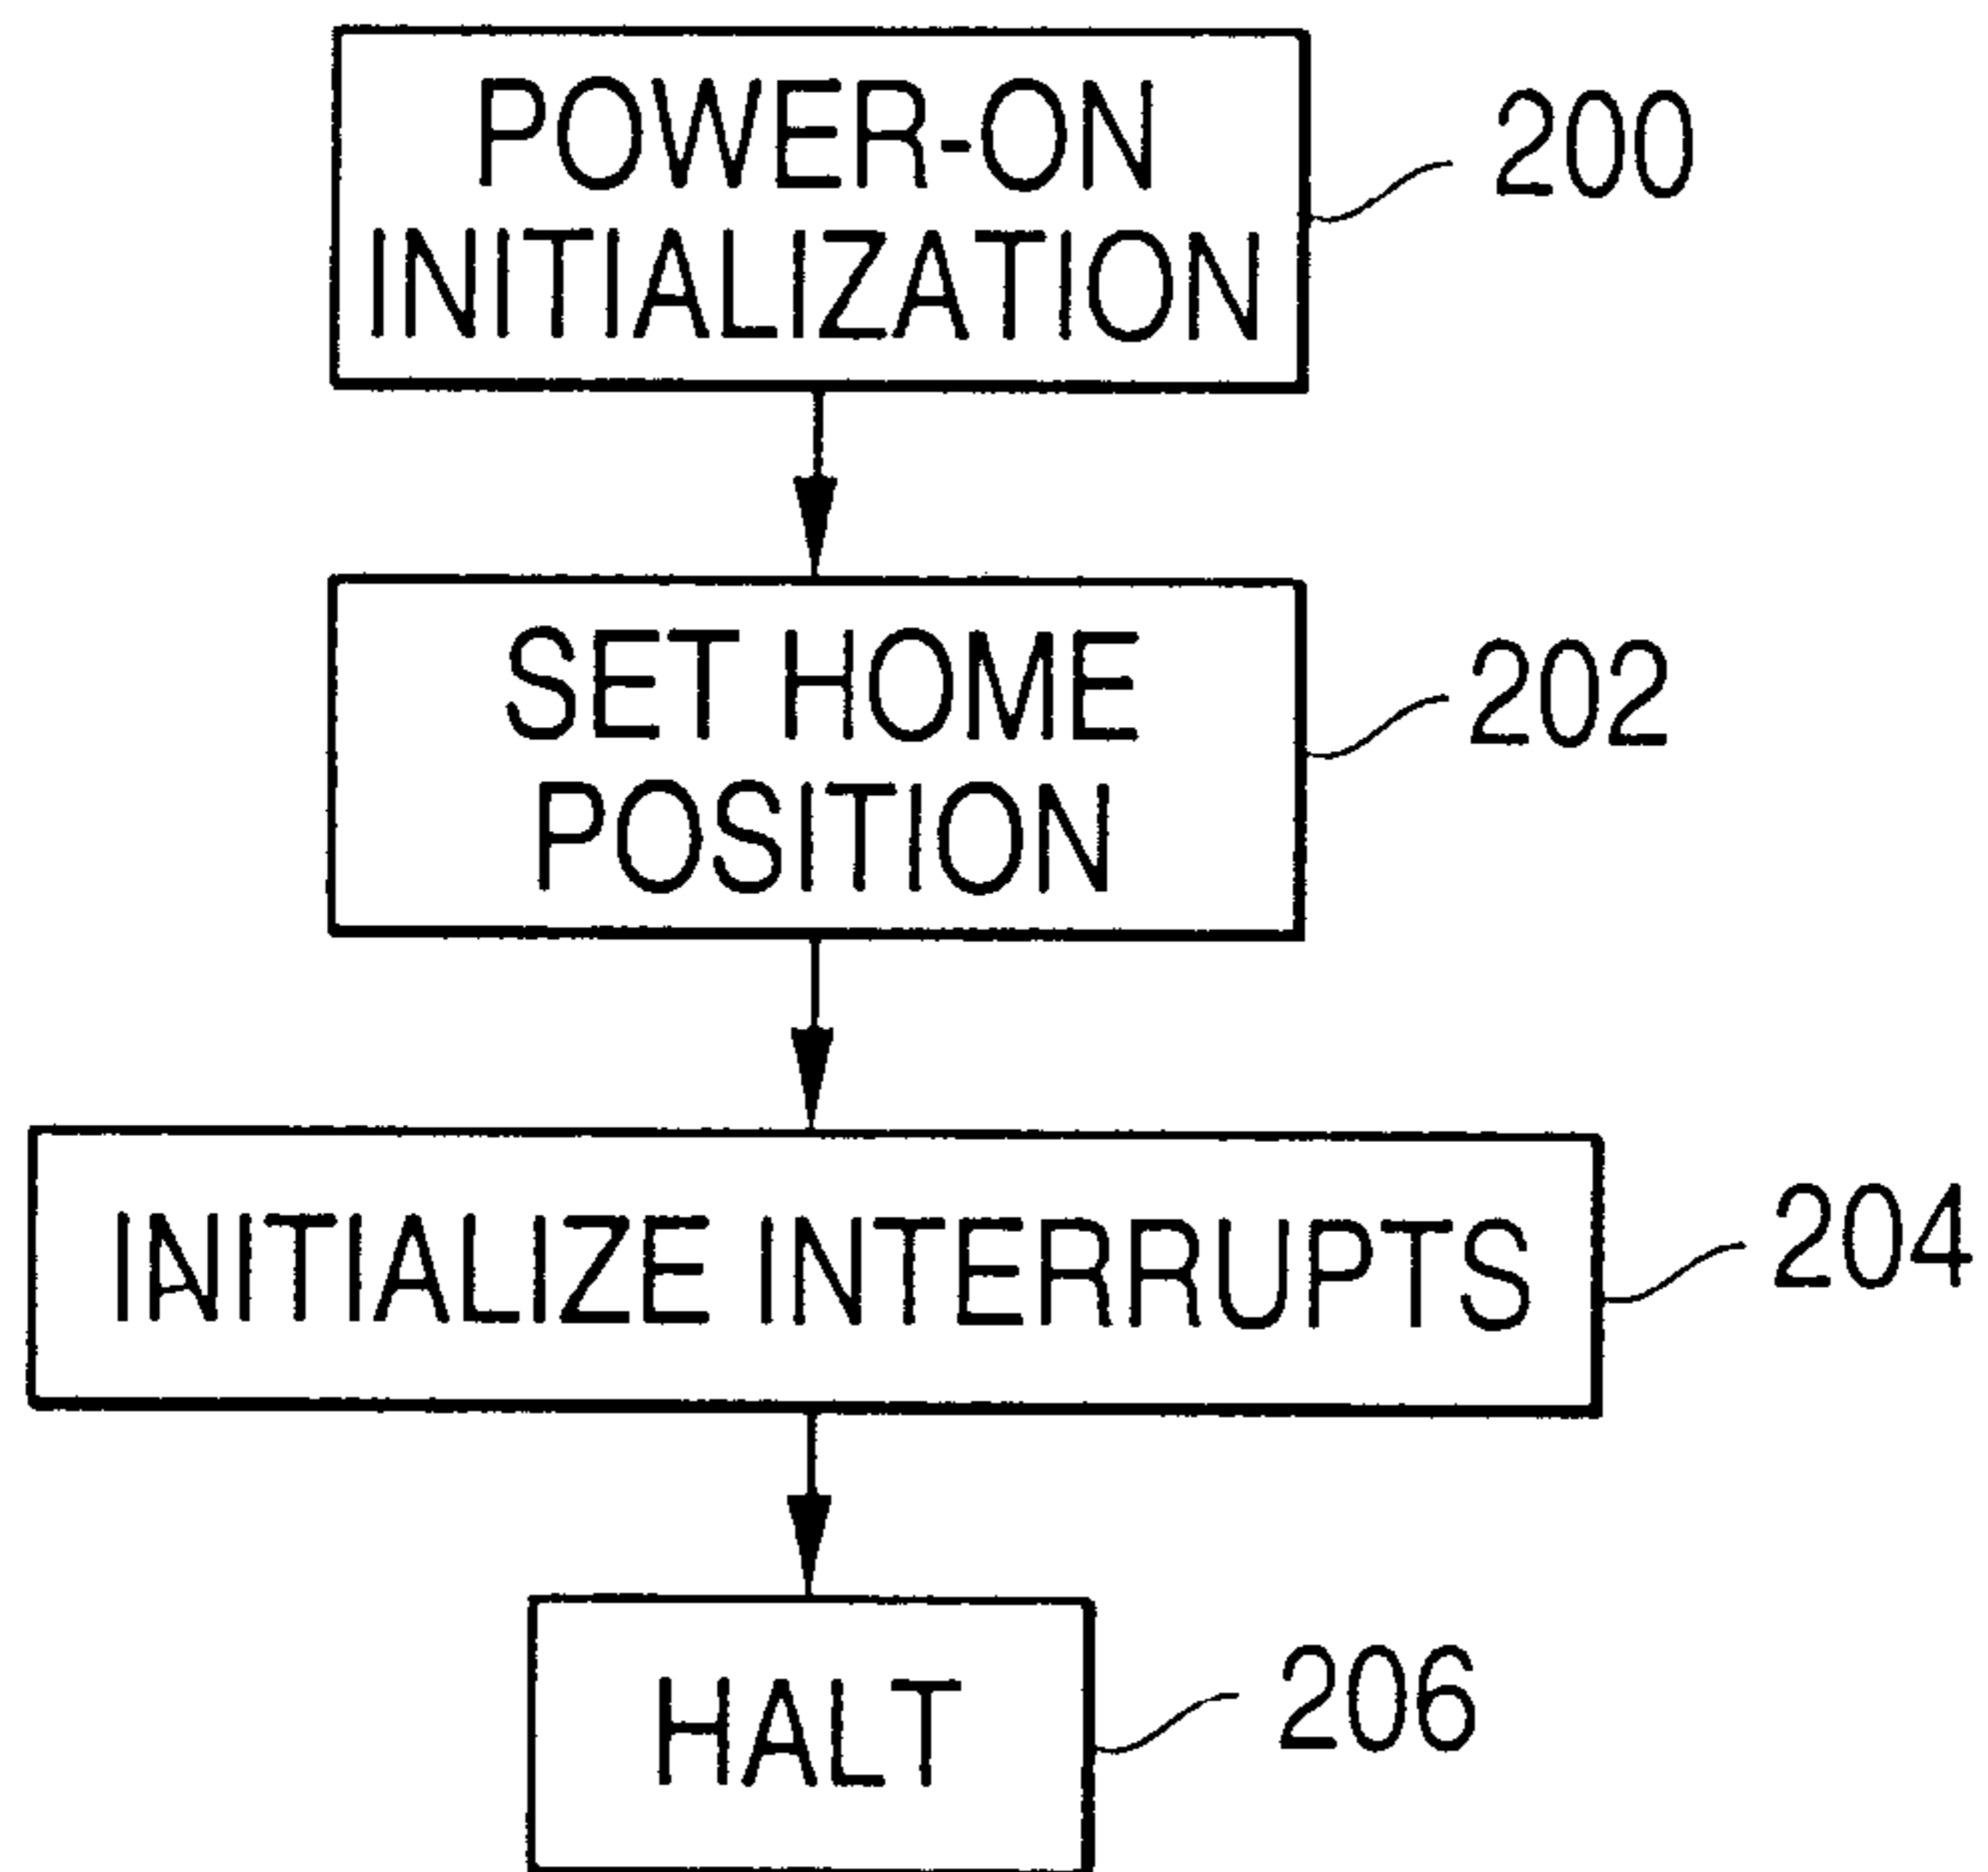 POWER-ON
INITIALIZATION
200
SET HOME
POSITION
202
INITIALIZE INTERRUPTS
204
HALT
206